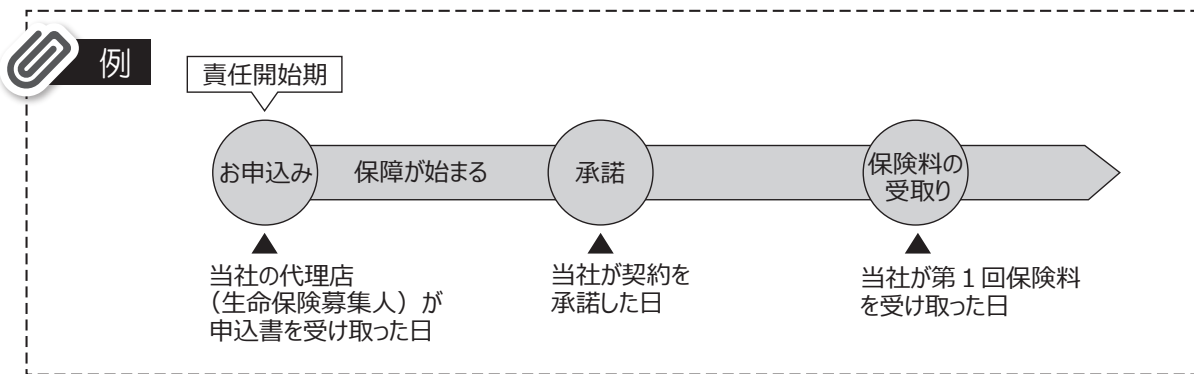 例
責任開始期
お申込み
保障が始まる
承諾
保険料の
受取り
当社の代理店
（生命保険募集人）が
申込書を受け取った日
当社が契約を
承諾した日
当社が第１回保険料
を受け取った日